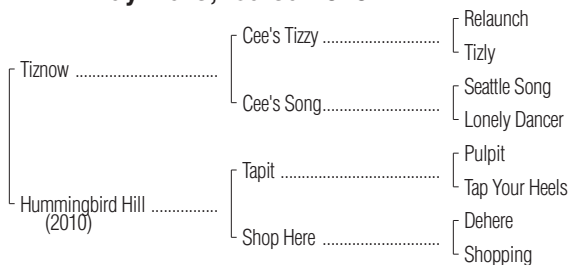 Relaunch
Cee's Tizzy ..............................
Tizly
Tiznow ....................................
Seattle Song
Cee's Song..............................
Lonely Dancer
Pulpit
Tapit ........................................
Tap Your Heels
Hummingbird Hill .................
(2010)
Dehere
Shop Here ...............................
Shopping